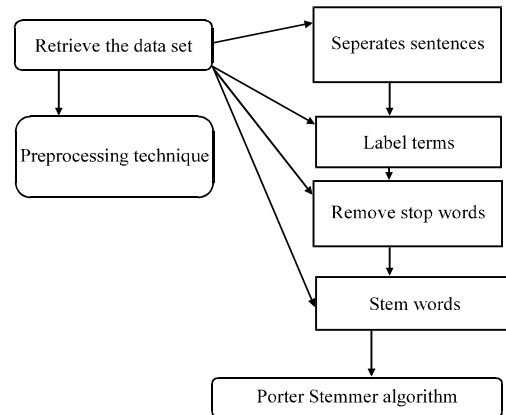 Retrieve the data set
Seperates sentences
Preprocessing technique
Label terms
Remove stop words
Stem words
Porter Stemmer algorithm